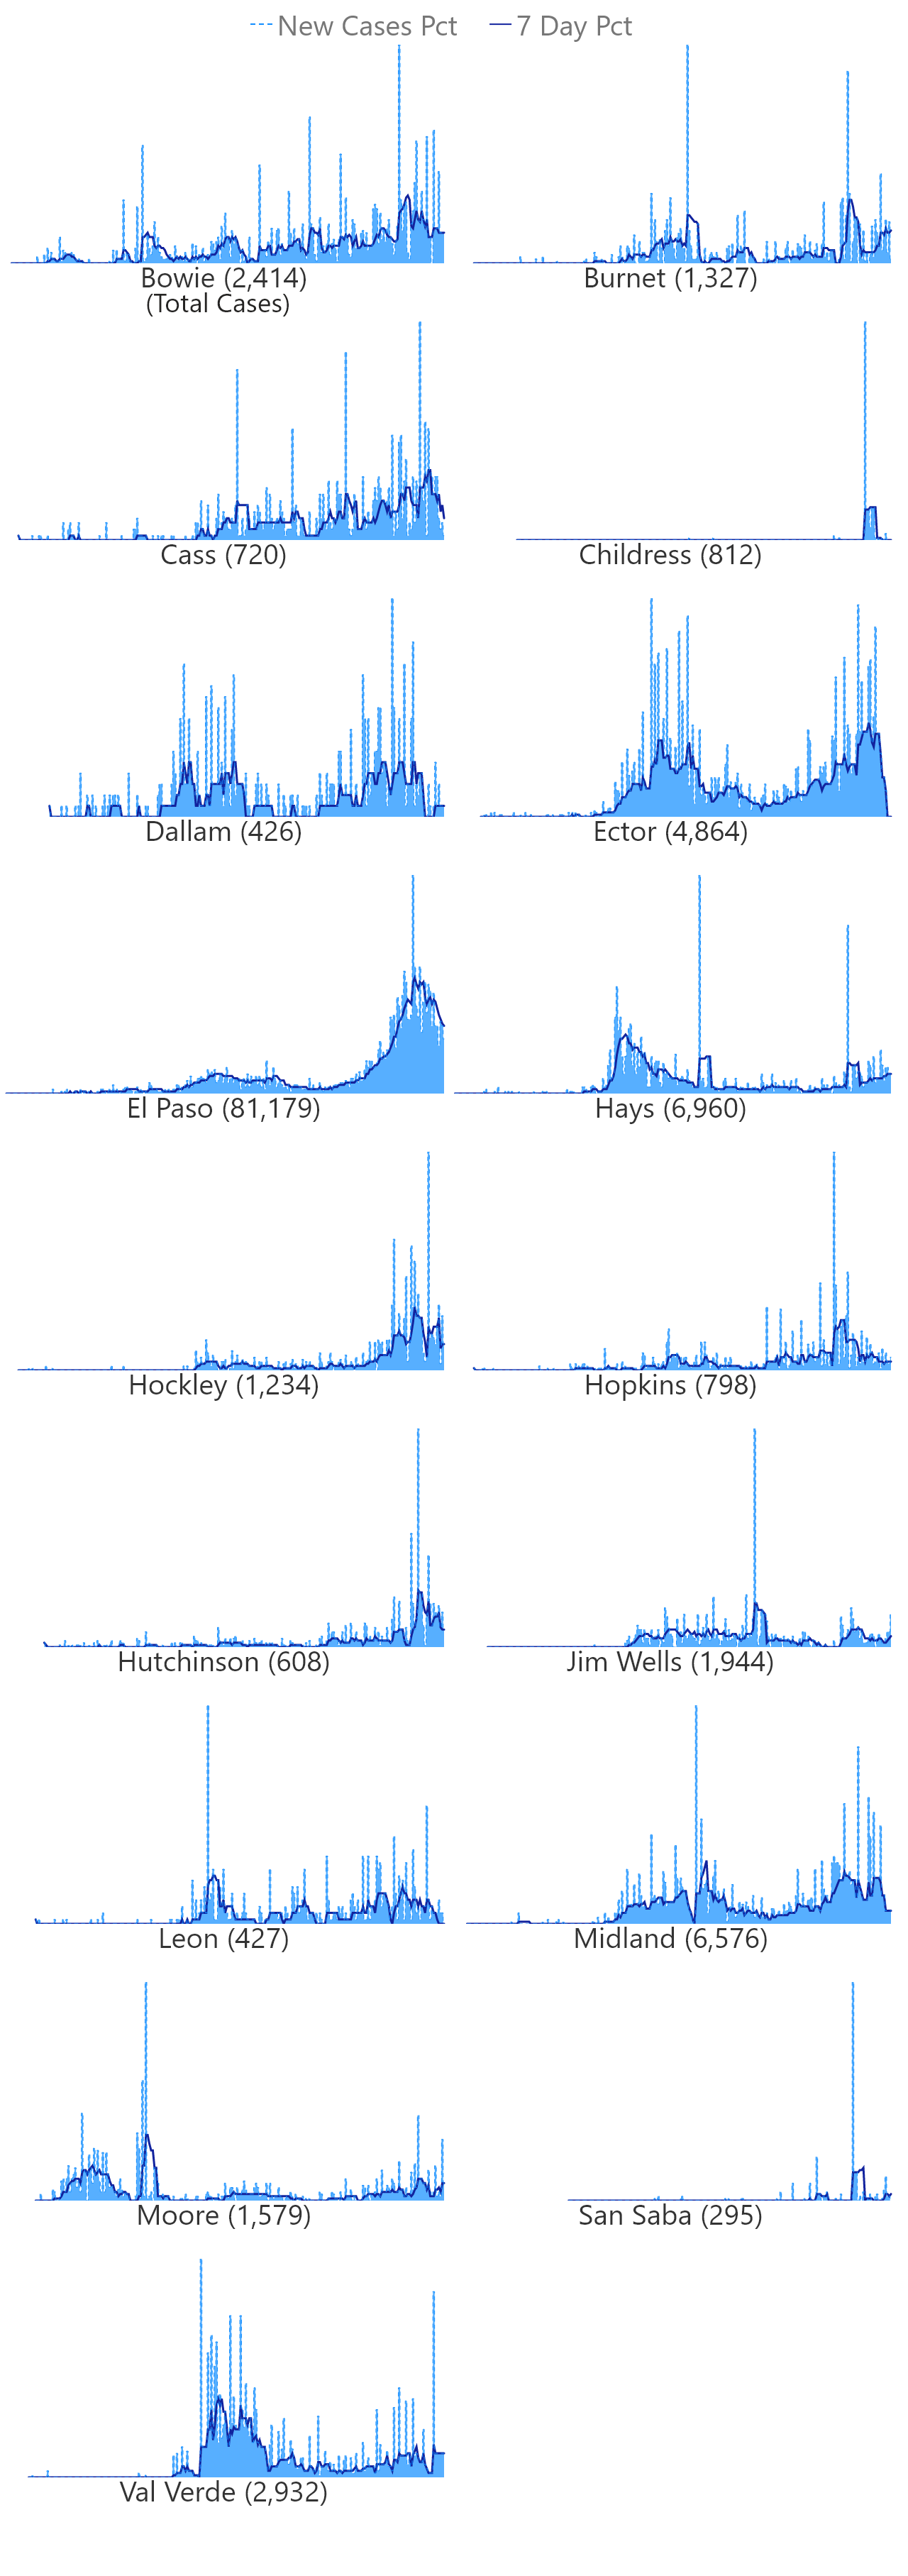 New Cases Pct 7 Day Pct
Bowie (2,414) Burnet (1,327)
(Total Cases)
Cass (720) Childress (812)
Dallam (426) Ector (4,864)
El Paso (81,179) Hays (6,960)
Hockley (1,234) Hopkins (798)
Hutchinson (608) Jim Wells (1,944)
Leon (427) Midland (6,576)
Moore (1,579) San Saba (295)
Val Verde (2,932)